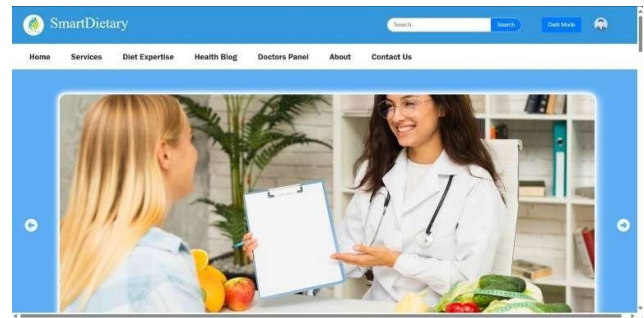 SmartDietary
Search.. Search Dark Mode
Home Services Diet Expertise Health Blog Doctors Panel About Contact Us